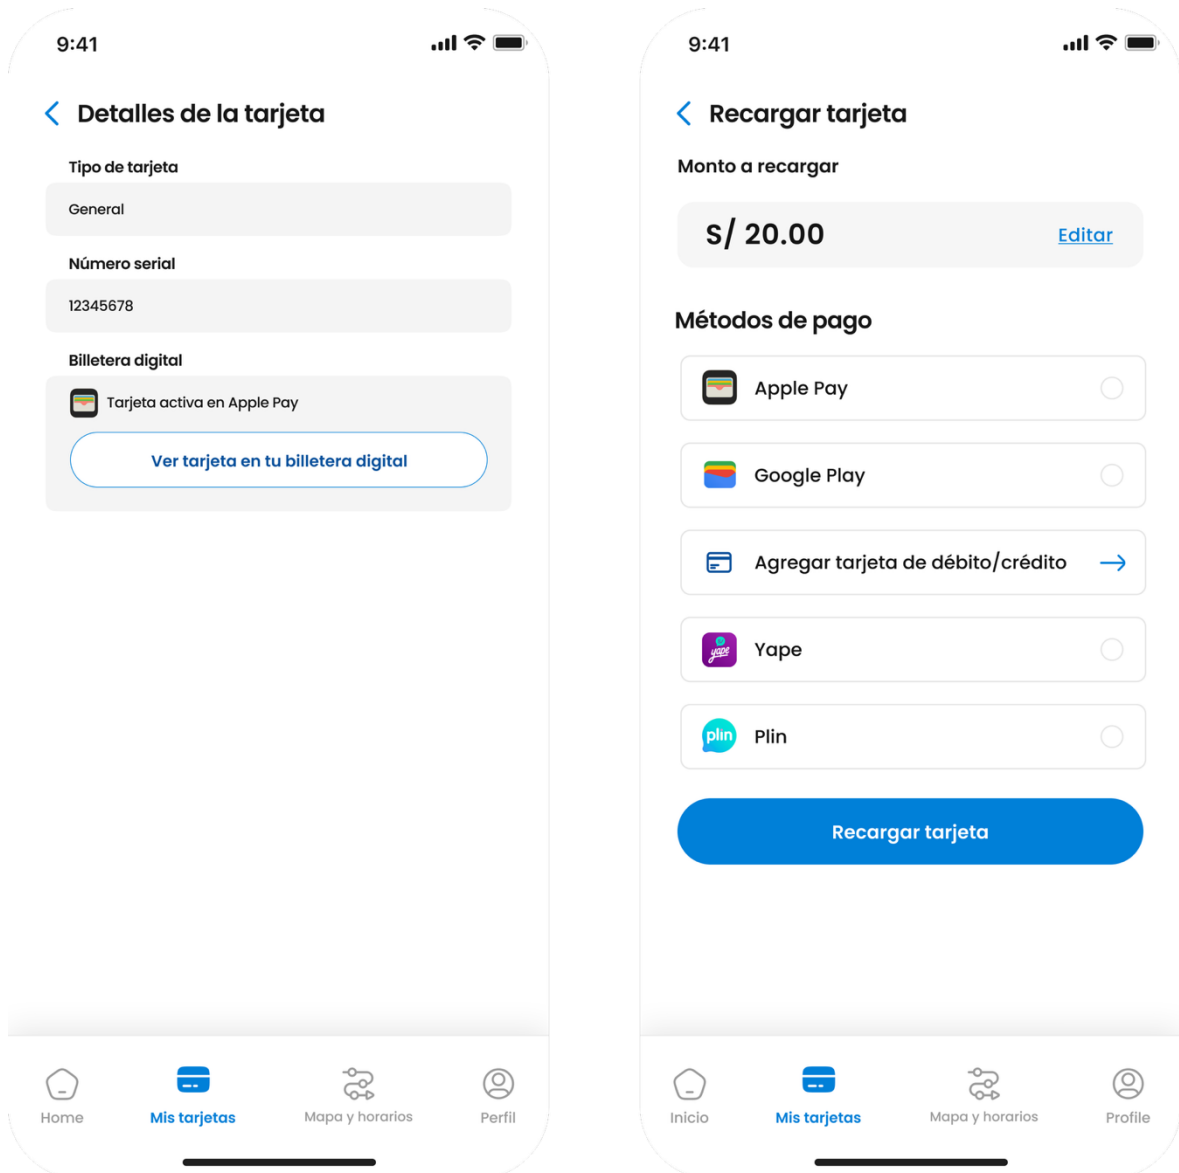 9:41
Detalles de la tarjeta
Tipo de tarjeta
General
Número serial
12345678
Billetera digital
Tarjeta activa en Apple Pay
Ver tarjeta en tu billetera digital
Home
Mis tarjetas
Mapa y horarios
Perfil
9:41
Recargar tarjeta
Monto a recargar
S/ 20.00
Editar
Métodos de pago
Apple Pay
Google Play
Agregar tarjeta de débito/crédito
yape
Yape
plin
Plin
Recargar tarjeta
Inicio
Mis tarjetas
Mapa y horarios
Profile